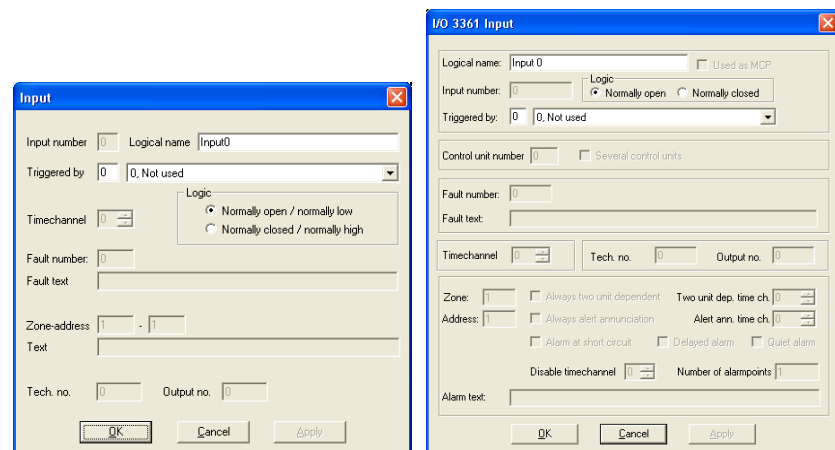 Input
Input number 0 Logical name Input0
Triggered by 0 0, Not used
Logic
Normally open / normally low
Timechannel 0
Normally closed / normally high
Fault number: 0
Fault text
Zone-address 1 - 1
Text
Tech. no. 0 Output no. 0
OK Cancel Apply
I/O 3361 Input
Logical name: Input 0 Used as MCP
Logic
Input number: 0 Normally open Normally closed
Triggered by: 0 0, Not used
Control unit number 0 Several control units
Fault number: 0
Fault text:
Timechannel 0 Tech. no. 0 Output no. 0
Zone: 1 Always two unit dependent Two unit dep. time ch. 0
Address: 1 Always alert annunciation Alert ann. time ch. 0
Alarm at short circuit Delayed alarm Quiet alarm
Disable timechannel 0 Number of alarmpoints 1
Alarm text:
OK Cancel Apply